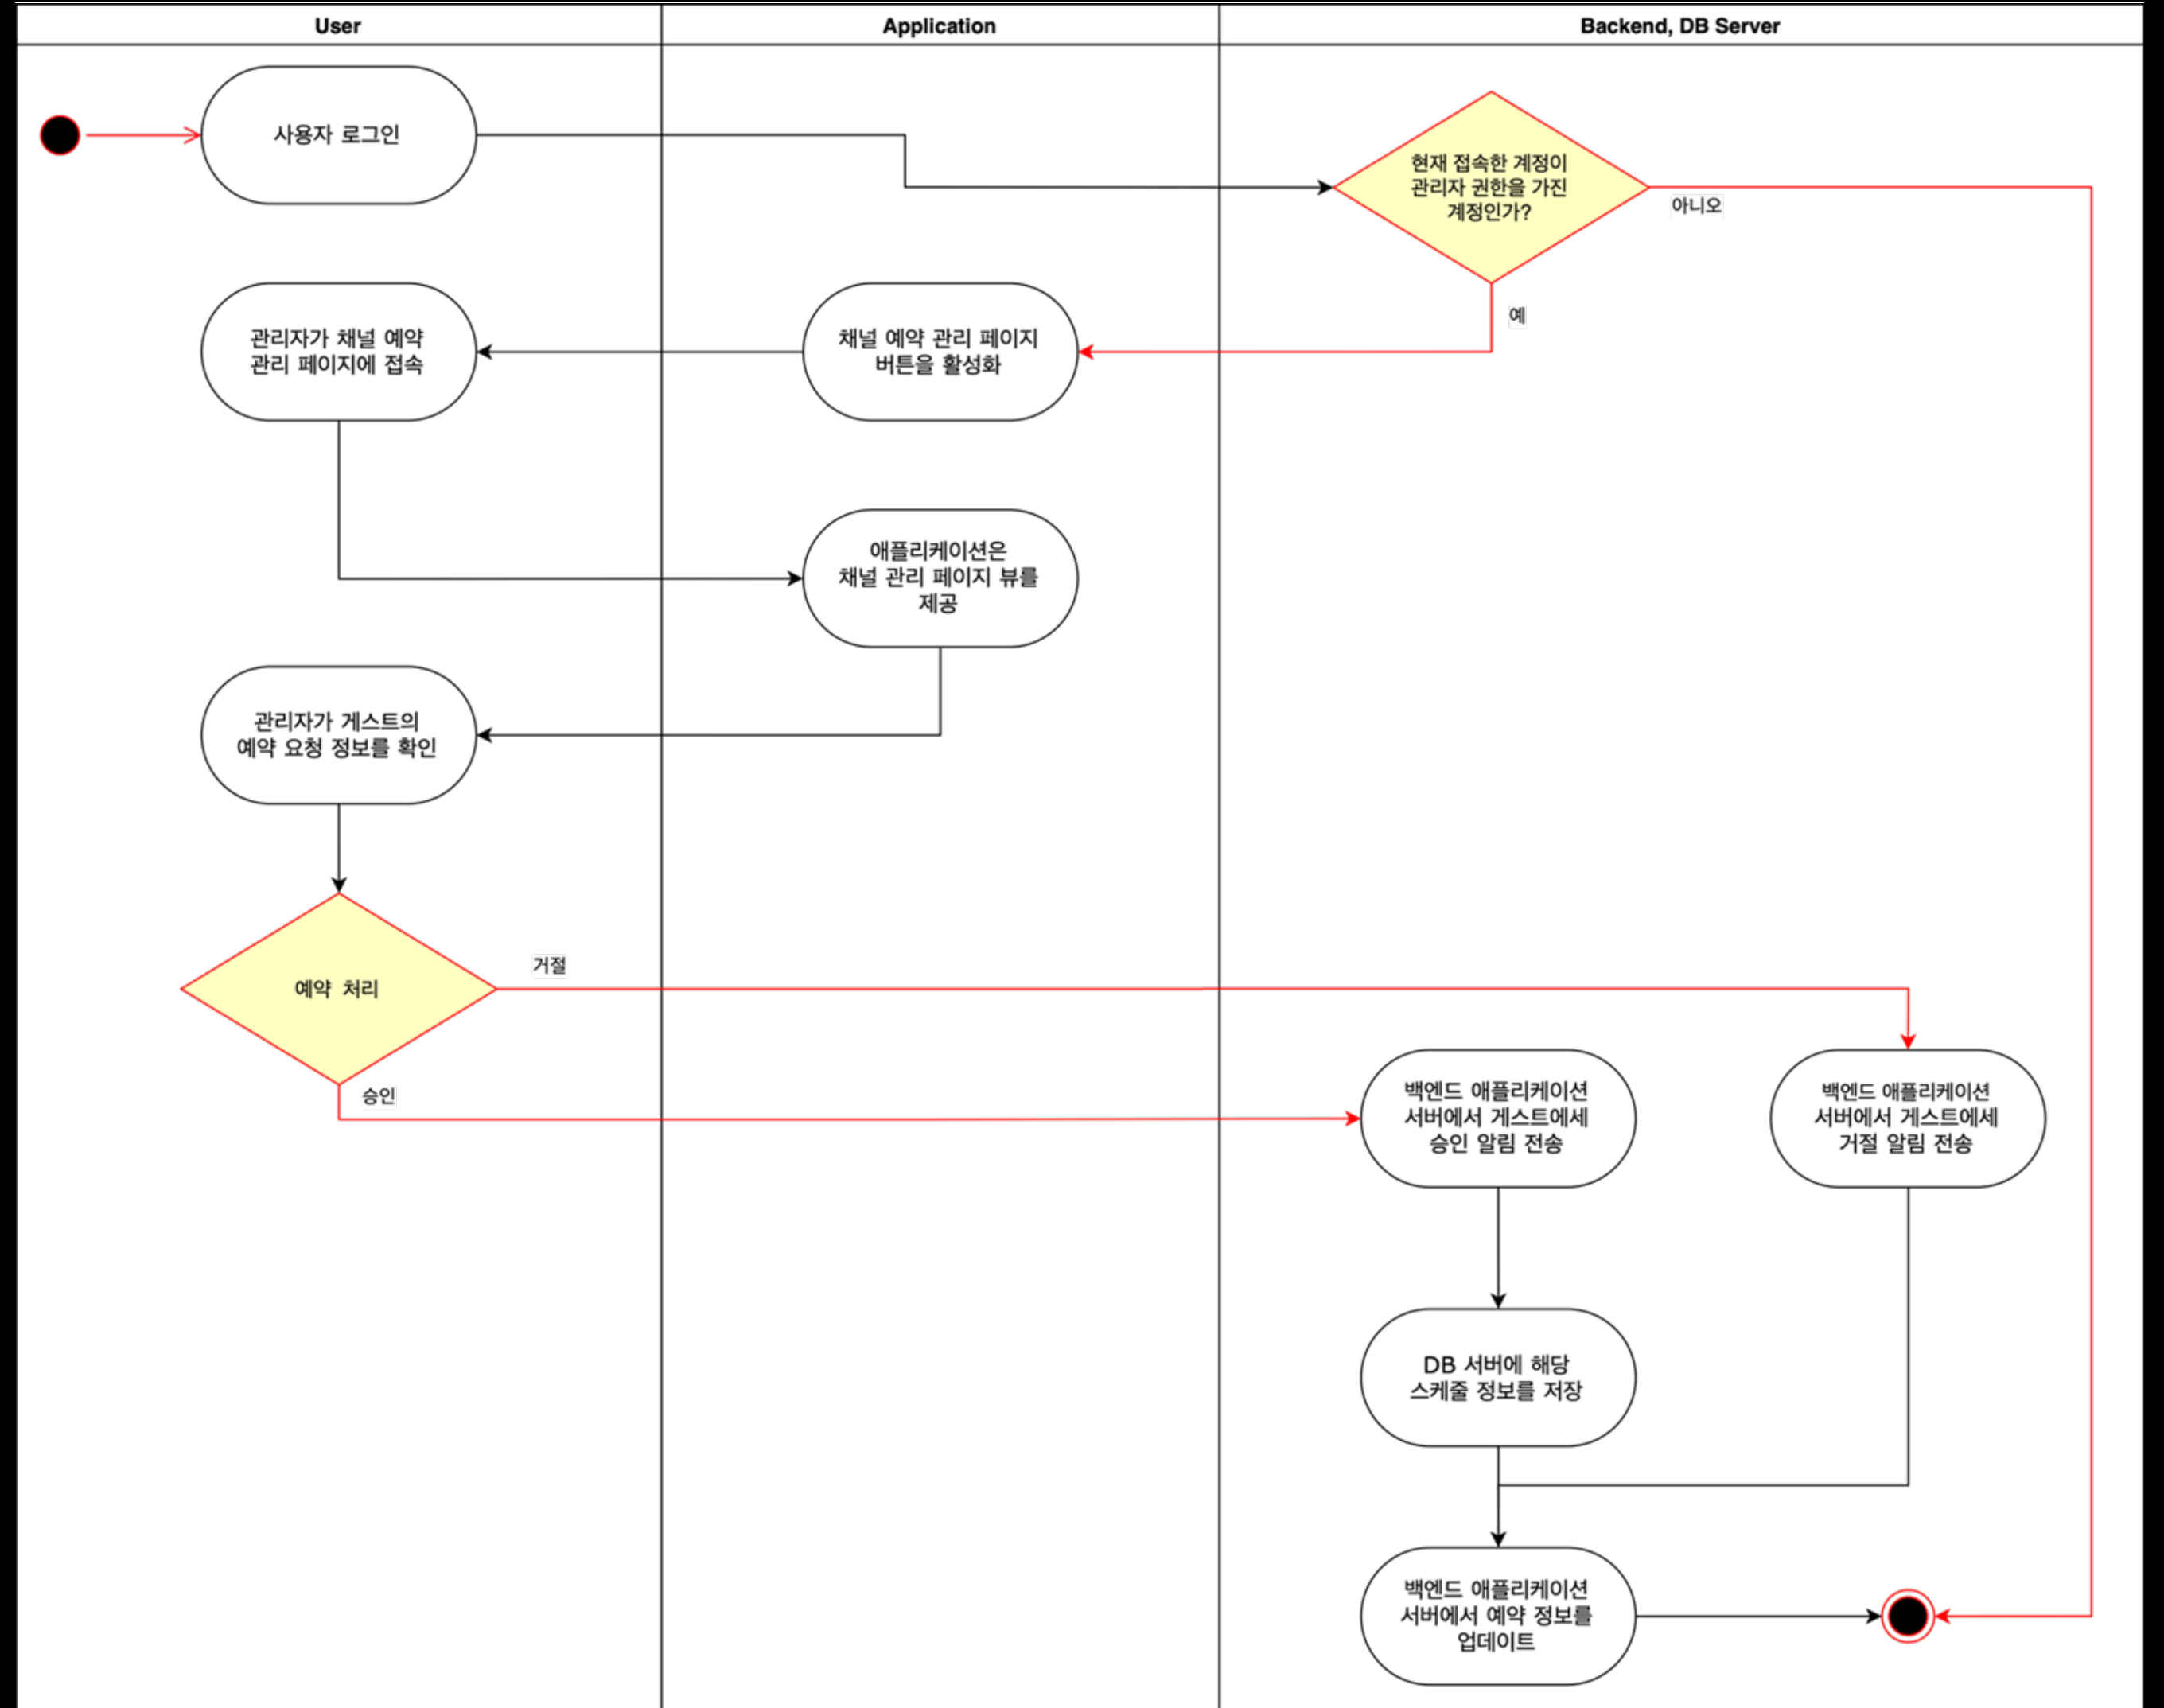 User
Application
Backend, DB Server
사용자 로그인
현재 접속한 계정이
관리자 권한을 가진
계정인가?
아니오
예
채널 예약 관리 페이지
버튼을 활성화
관리자가 채널 예약
관리 페이지에 접속
애플리케이션은
채널 관리 페이지 뷰를
제공
관리자가 게스트의
예약 요청 정보를 확인
예약 처리
거절
승인
백엔드 애플리케이션
서버에서 게스트에세
승인 알림 전송
백엔드 애플리케이션
서버에서 게스트에세
거절 알림 전송
DB 서버에 해당
스케줄 정보를 저장
백엔드 애플리케이션
서버에서 예약 정보를
업데이트